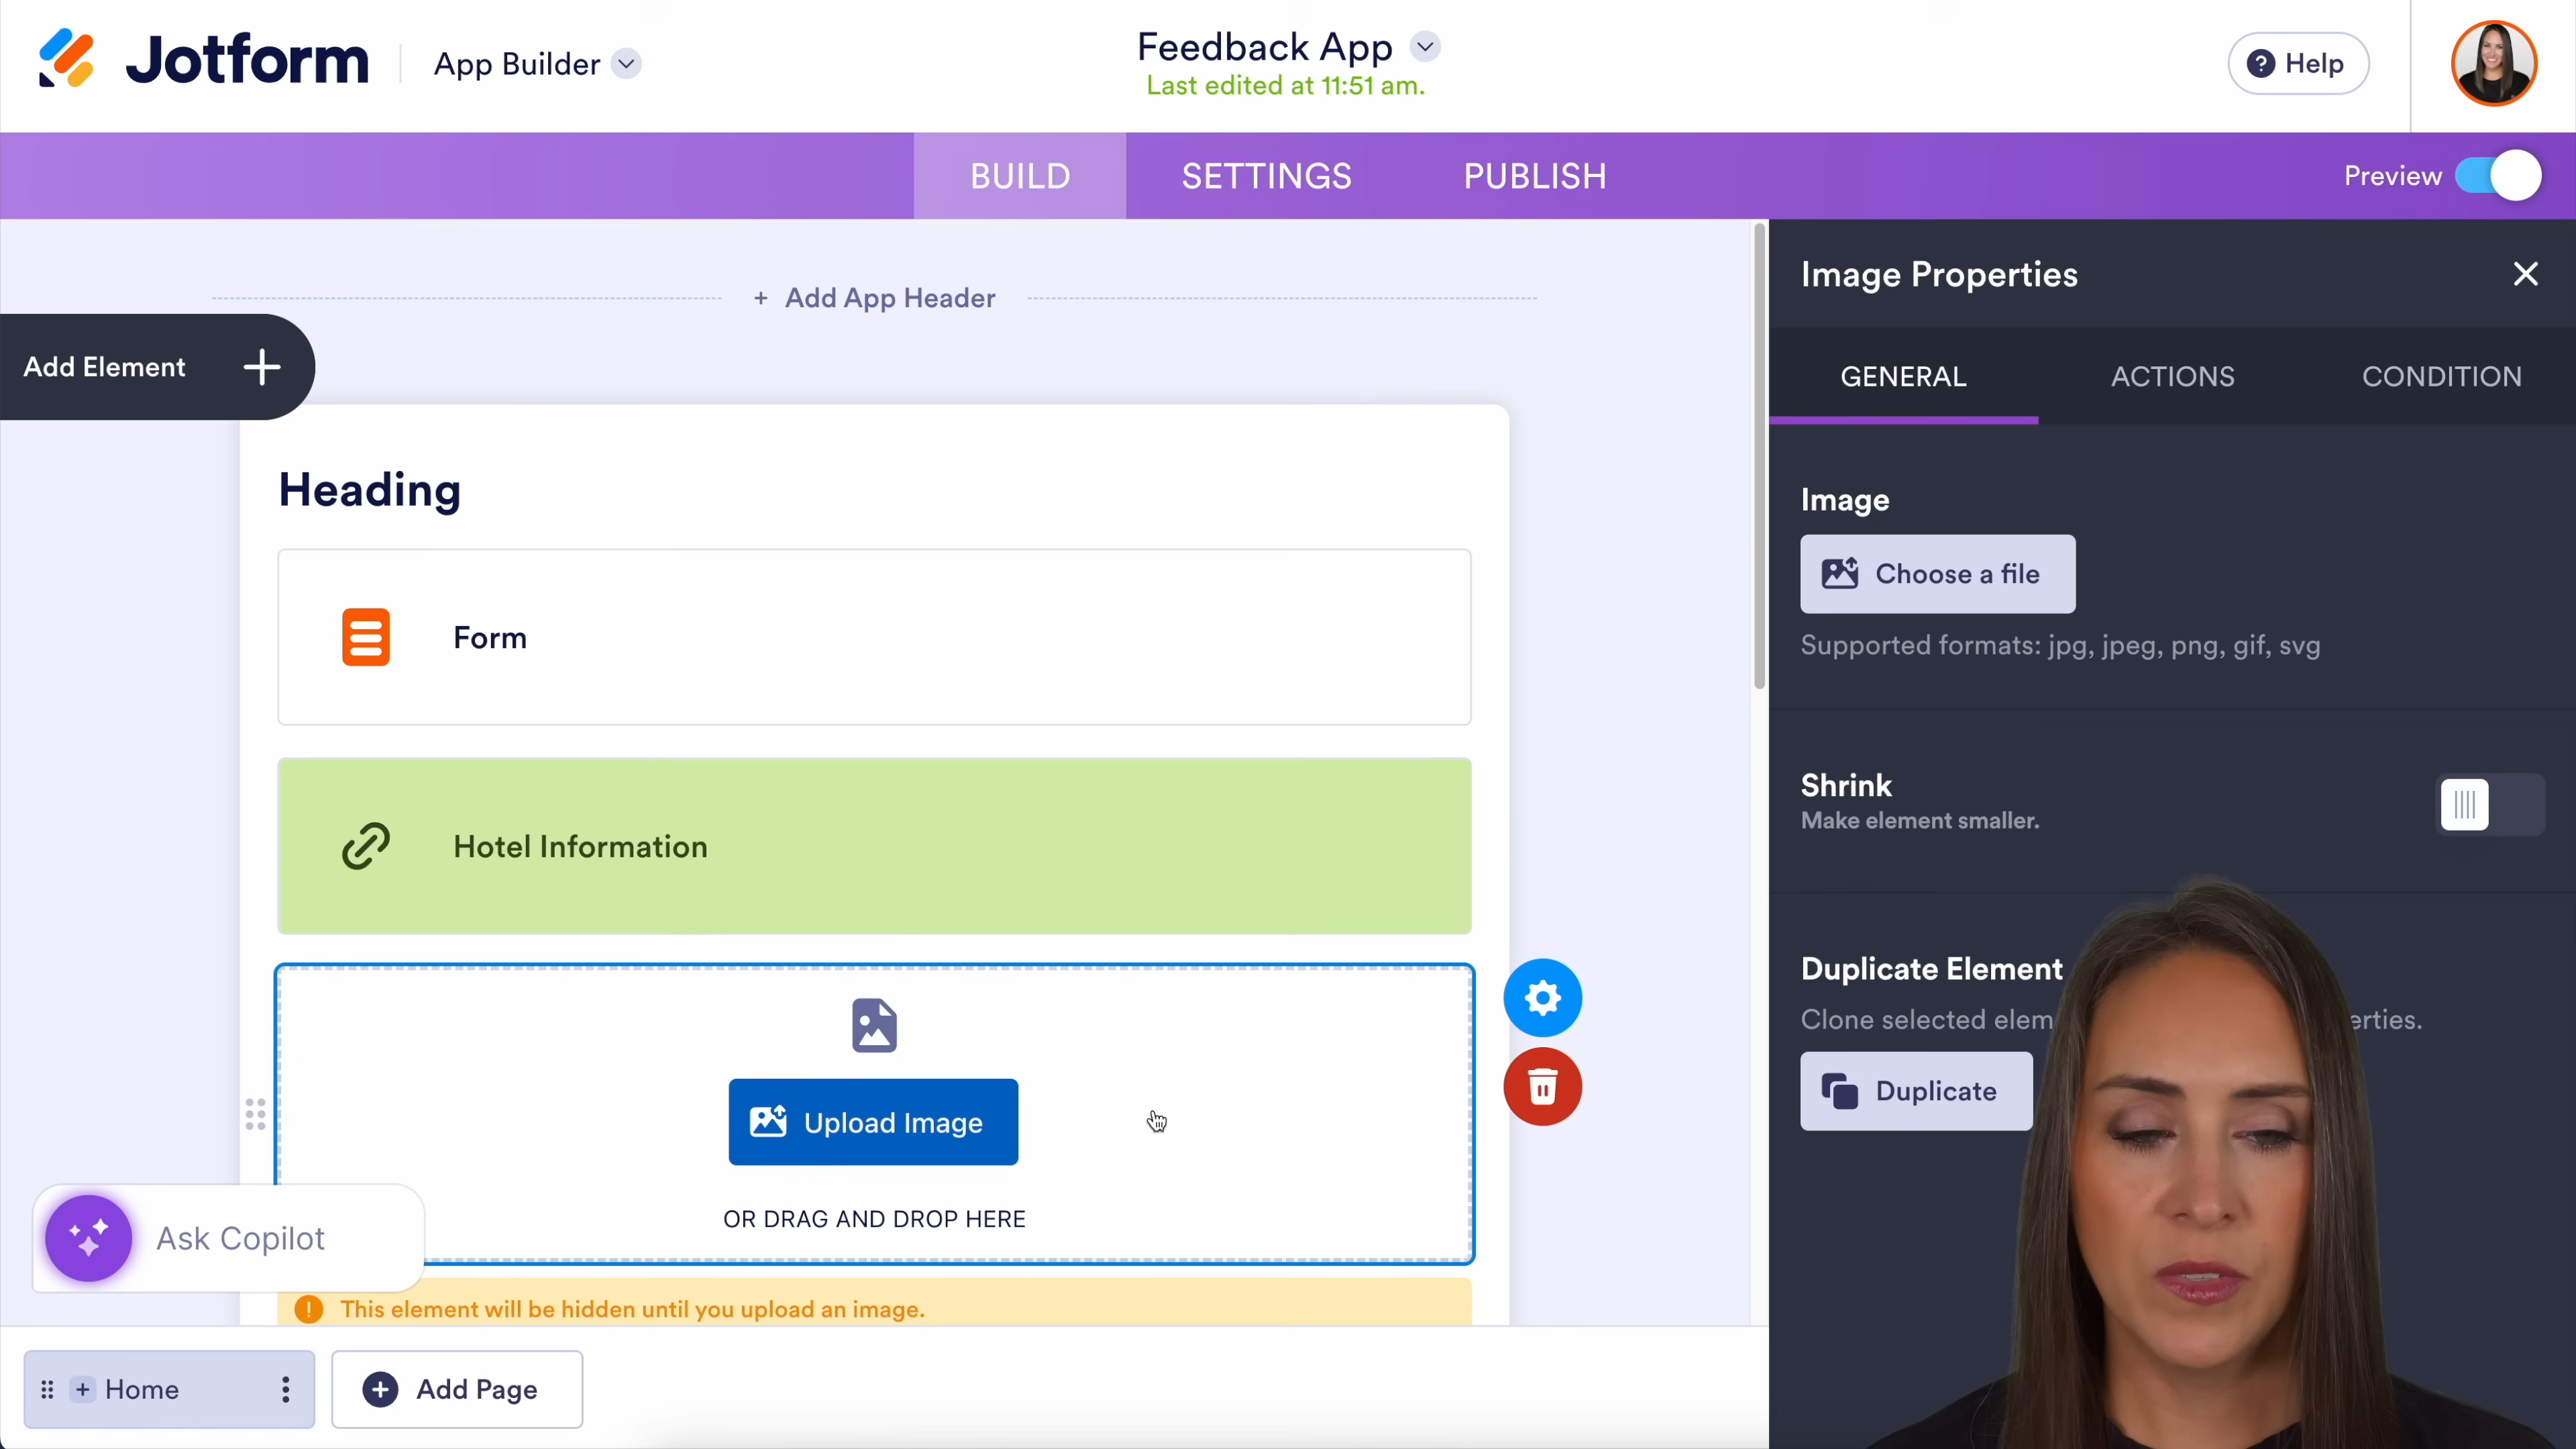 Jotform
App Builder
Feedback App
Last edited at 11:51 am.
Help
BUILD
SETTINGS
PUBLISH
Preview
+ Add App Header
Add Element
Heading
Form
Hotel Information
Upload Image
OR DRAG AND DROP HERE
Ask Copilot
This element will be hidden until you upload an image.
Home
Add Page
Image Properties
GENERAL
ACTIONS
CONDITION
Image
Choose a file
Supported formats: jpg, jpeg, png, gif, svg
Shrink
Make element smaller.
Duplicate Element
Clone selected
Duplicate